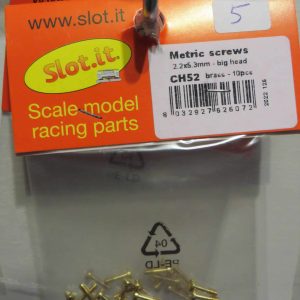 www.slot.it
5
Slot.it
Metric screws
2.2x5.3mm - big head
CH52 brass - 10pcs
8 032927 626072
Scale model
racing parts
04
PE-LD